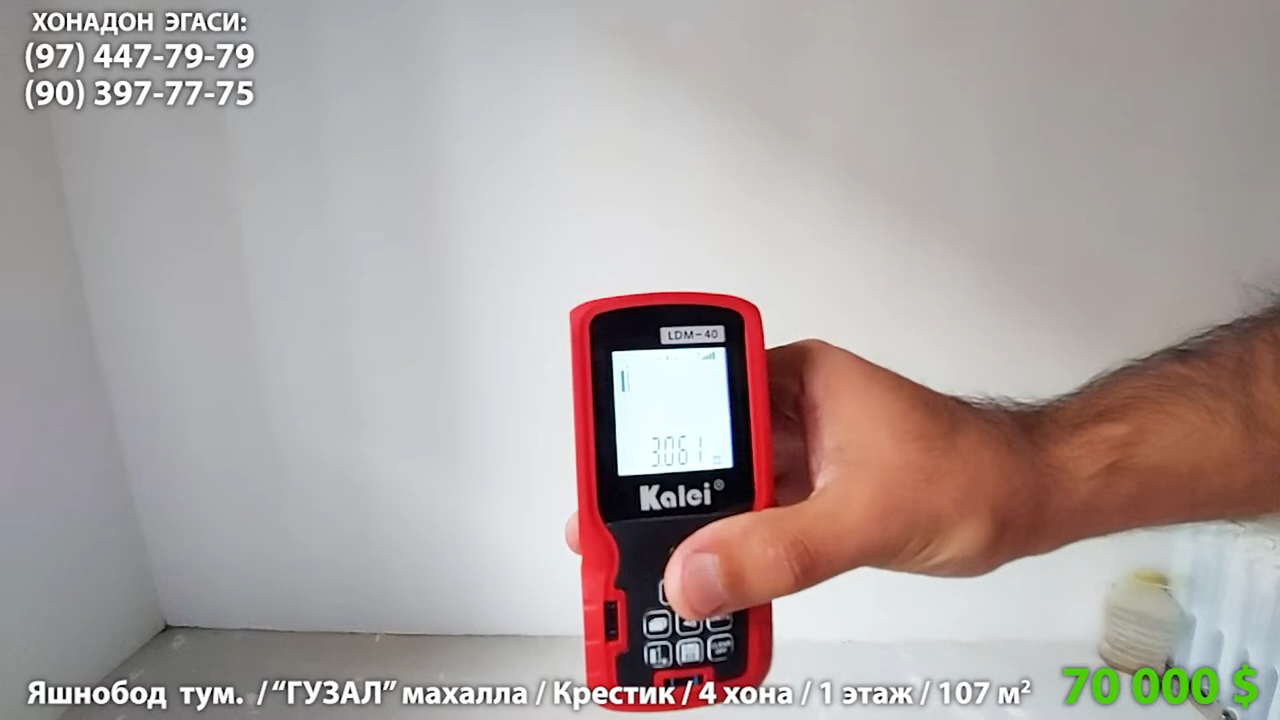 ХОНАДОН ЭГАСИ:
(97) 447-79-79
(90) 397-77-75
LDM-40
3.061 m
Kalei®
Яшнобод тум. / “ГУЗАЛ” махалла / Крестик / 4 хона / 1 этаж / 107 м² 70 000 $